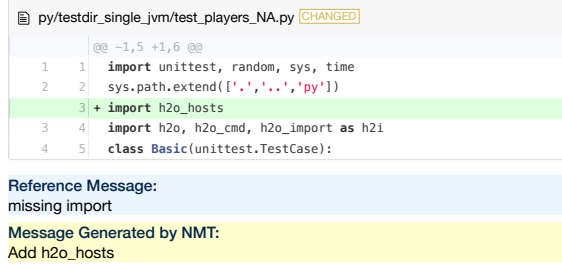 py/testdir_single_jvm/test_players_NA.py CHANGED
@@ -1,5 +1,6 @@
1 1 import unittest, random, sys, time
2 2 sys.path.extend(['.','..','py'])
3 + import h2o_hosts
3 4 import h2o, h2o_cmd, h2o_import as h2i
4 5 class Basic(unittest.TestCase):
Reference Message:
missing import
Message Generated by NMT:
Add h2o_hosts